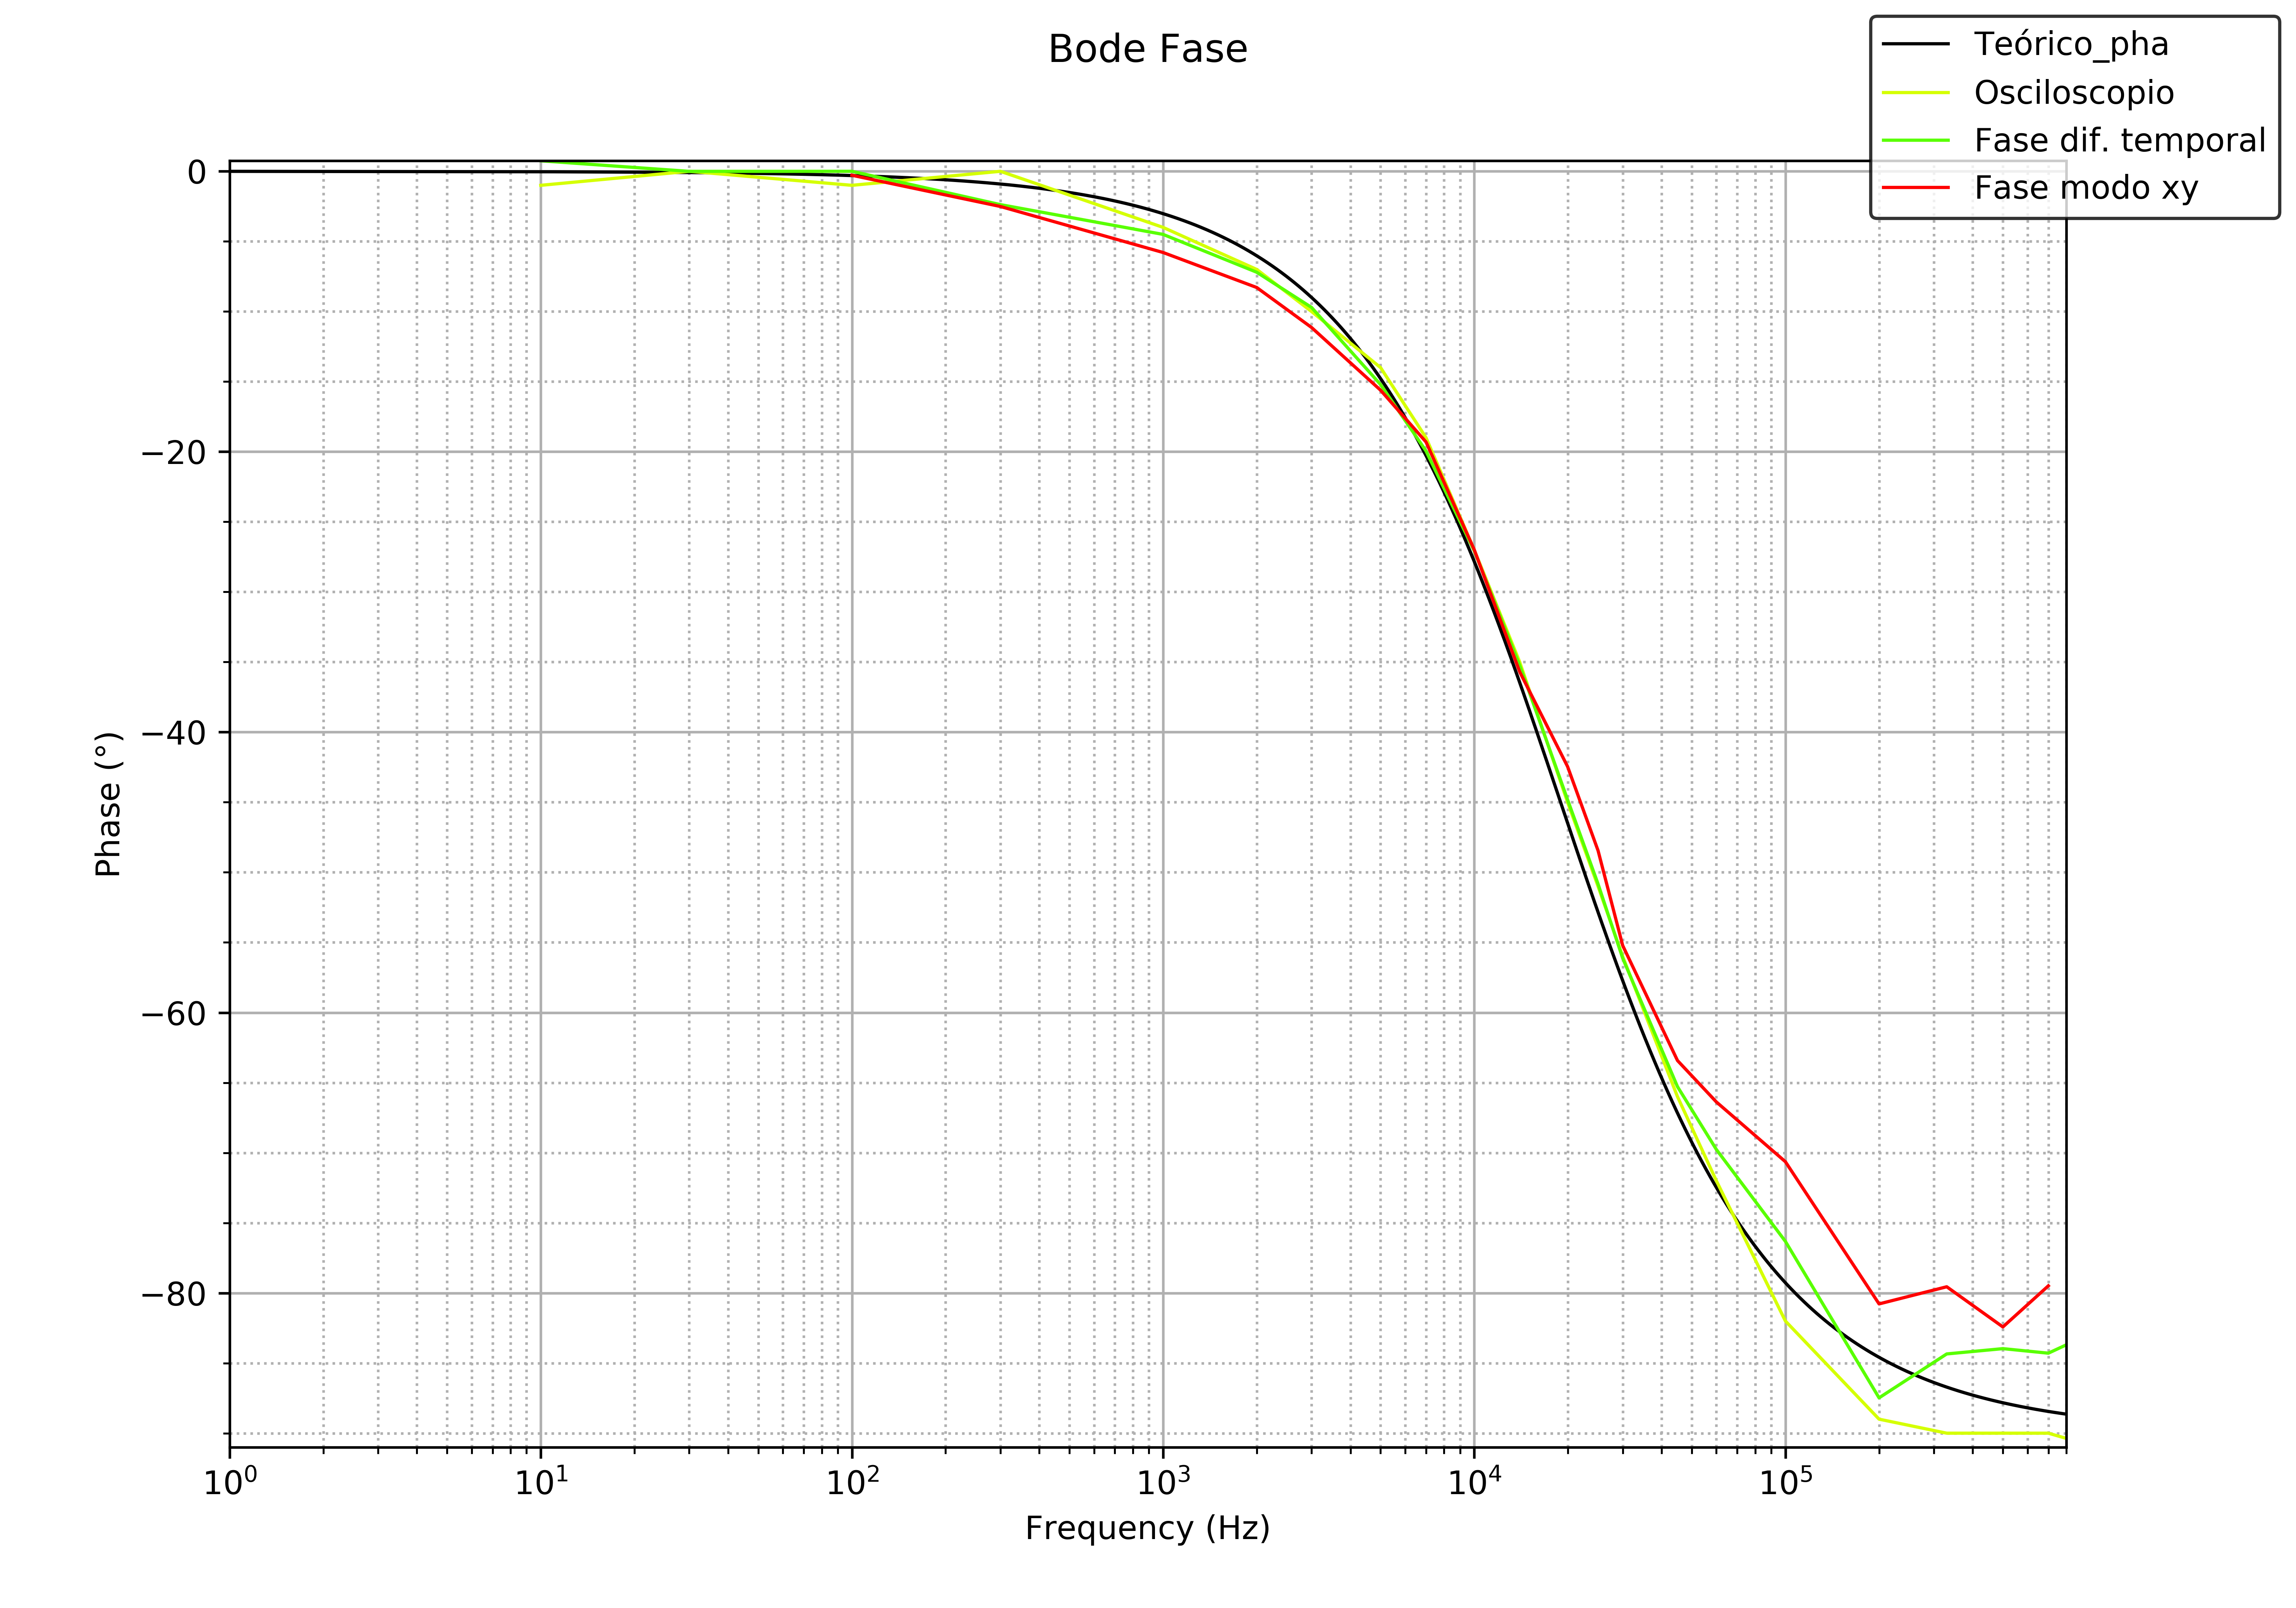 Bode Fase
Teórico_pha
Osciloscopio
Fase dif. temporal
Fase modo xy
0
−20
−40
−60
−80
Phase (°)
10⁰ 10¹ 10² 10³ 10⁴ 10⁵
Frequency (Hz)